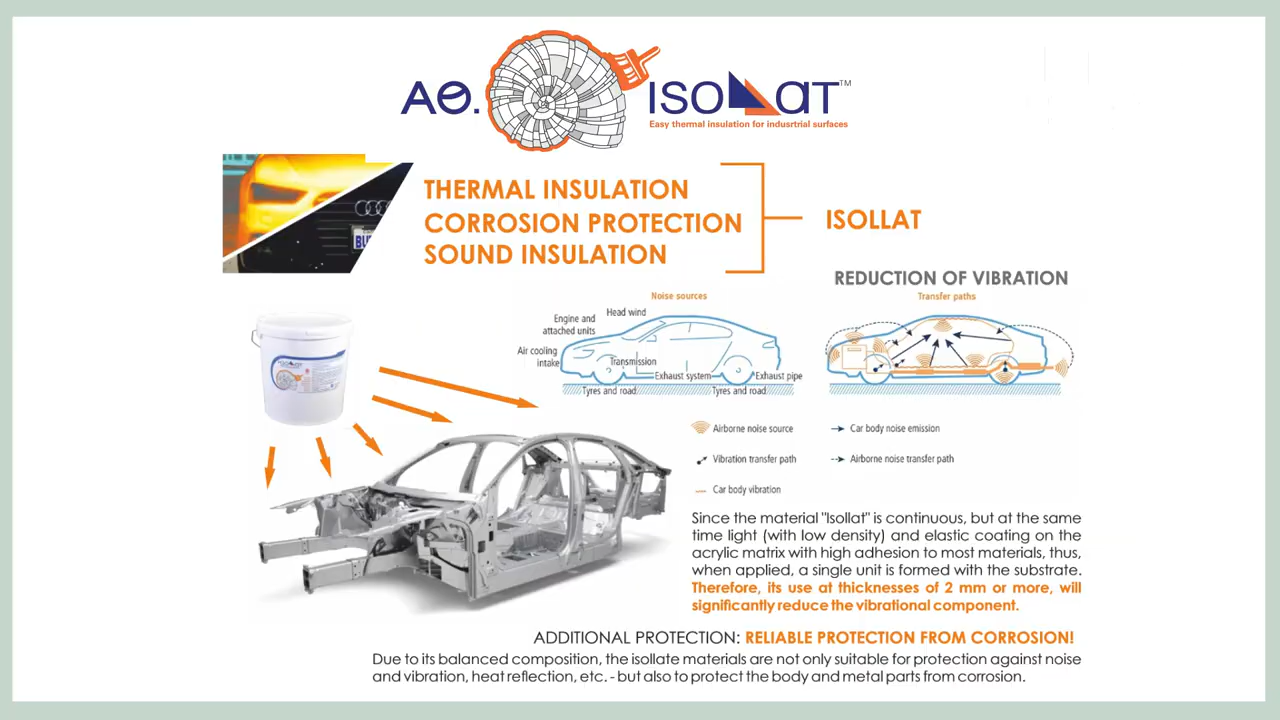 AΘ.
ISOLLAT™
Easy thermal insulation for indusrtrial surfaces
THERMAL INSULATION
CORROSION PROTECTION
SOUND INSULATION
ISOLLAT
REDUCTION OF VIBRATION
Noise sources
Transfer paths
Head wind
Engine and
attached units
Air cooling
intake
Transmission
Exhaust system
Exhaust pipe
Tyres and road
Tyres and road
Airborne noise source
Car body noise emission
Vibration transfer path
Airborne noise transfer path
Car body vibration
Since the material "Isollat" is continuous, but at the same
time light (with low density) and elastic coating on the
acrylic matrix with high adhesion to most materials, thus,
when applied, a single unit is formed with the substrate.
Therefore, its use at thicknesses of 2 mm or more, will
significantly reduce the vibrational component.
ADDITIONAL PROTECTION: RELIABLE PROTECTION FROM CORROSION!
Due to its balanced composition, the isollate materials are not only suitable for protection against noise
and vibration, heat reflection, etc. - but also to protect the body and metal parts from corrosion.